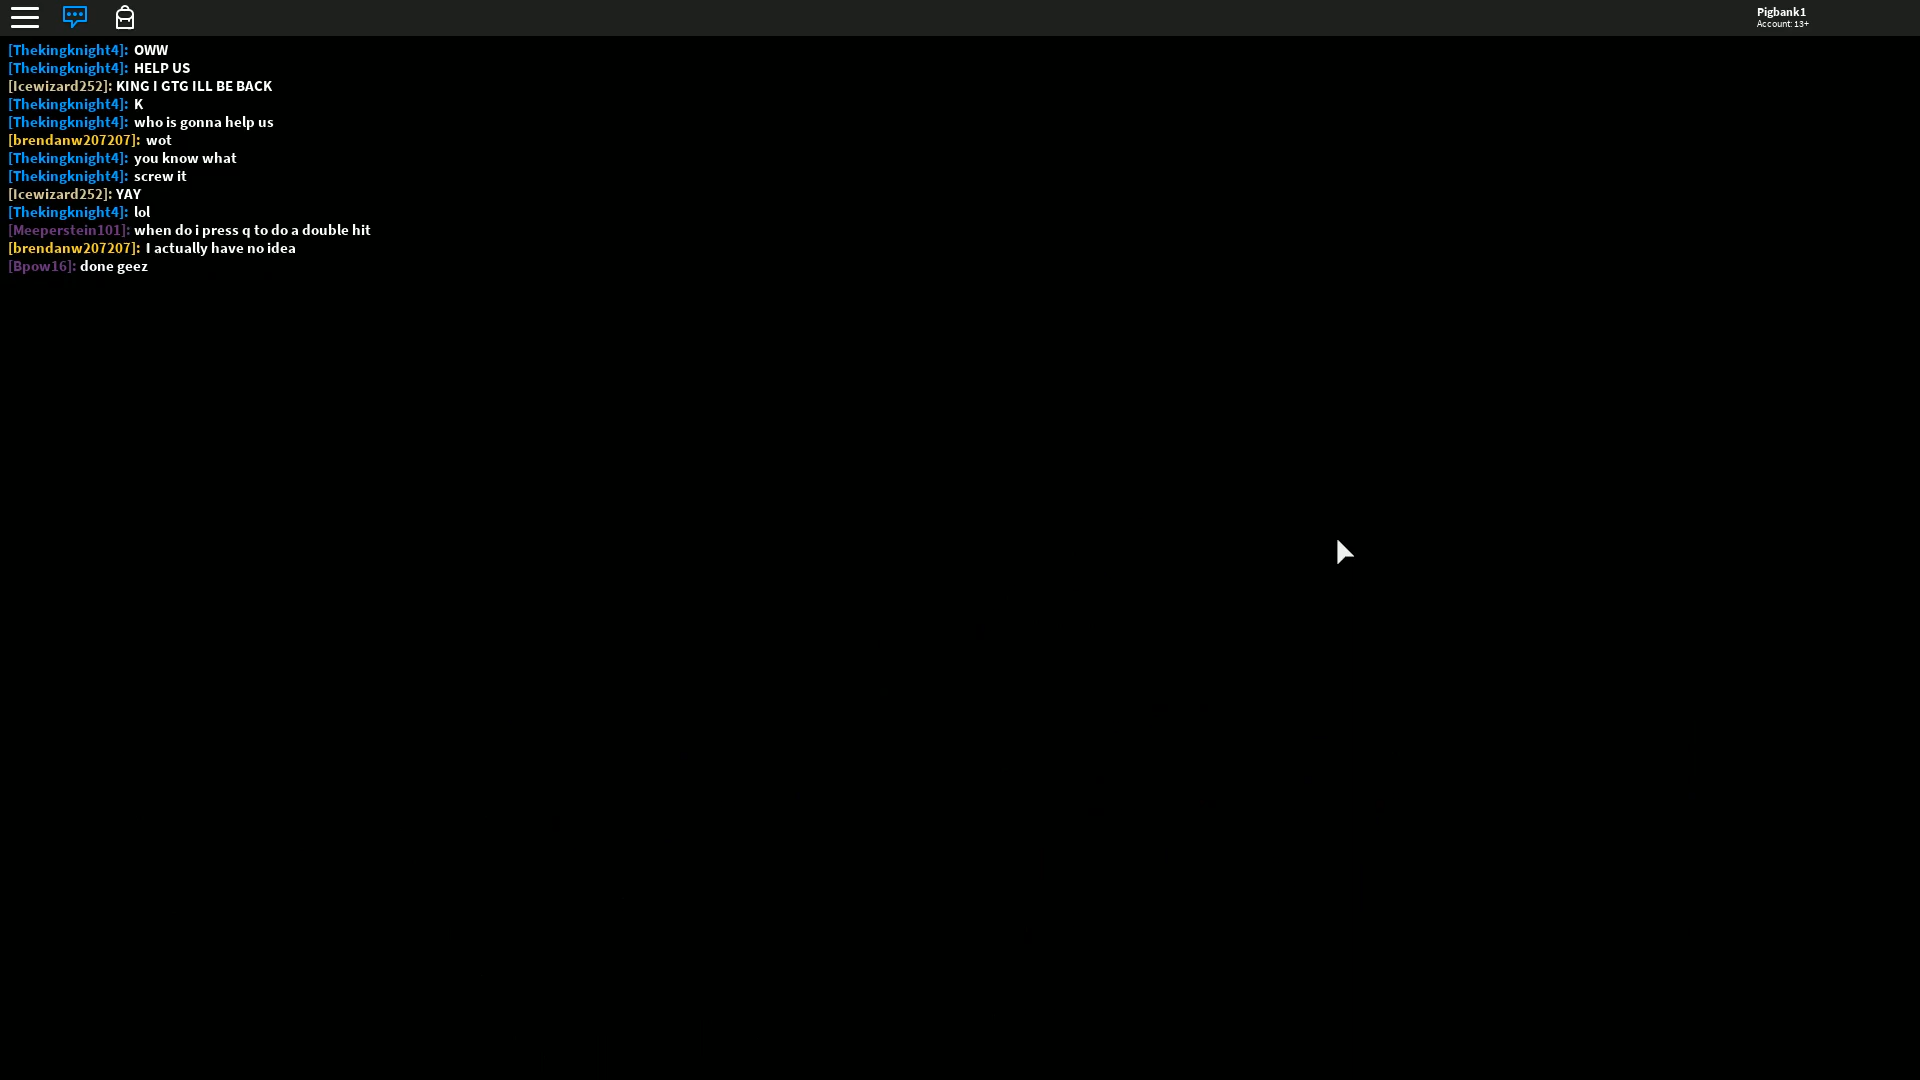 Pigbank1
Account: 13+
[Thekingknight4]: OWW
[Thekingknight4]: HELP US
[Icewizard252]: KING I GTG ILL BE BACK
[Thekingknight4]: K
[Thekingknight4]: who is gonna help us
[brendanw207207]: wot
[Thekingknight4]: you know what
[Thekingknight4]: screw it
[Icewizard252]: YAY
[Thekingknight4]: lol
[Meeperstein101]: when do i press q to do a double hit
[brendanw207207]: I actually have no idea
[Bpow16]: done geez